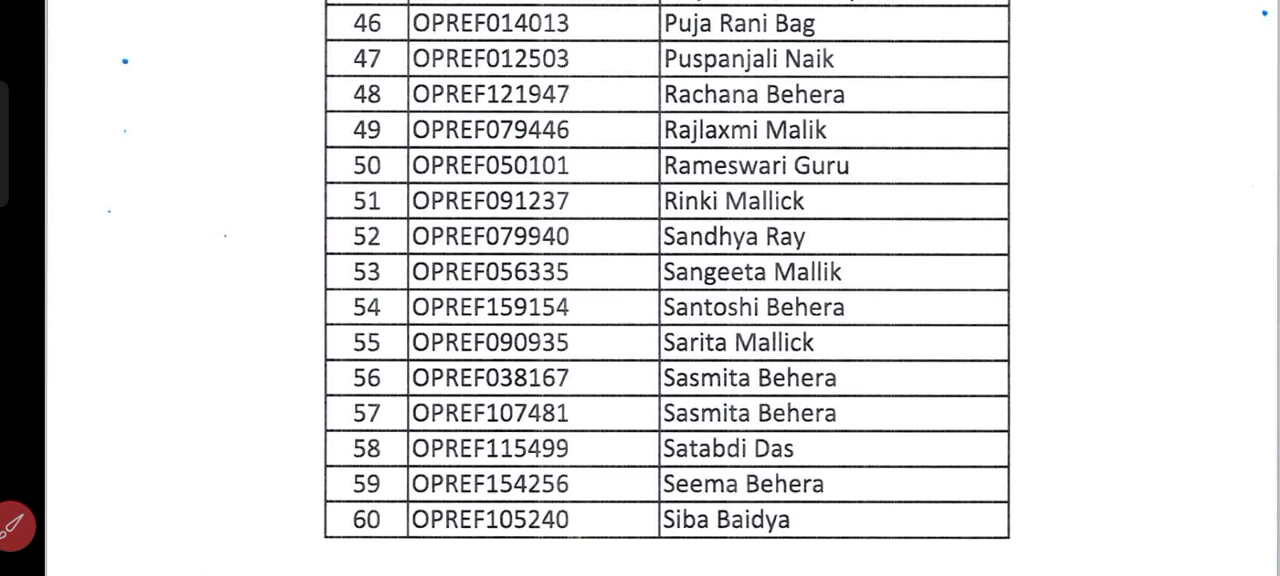 46 OPREF014013 Puja Rani Bag
47 OPREF012503 Puspanjali Naik
48 OPREF121947 Rachana Behera
49 OPREF079446 Rajlaxmi Malik
50 OPREF050101 Rameswari Guru
51 OPREF091237 Rinki Mallick
52 OPREF079940 Sandhya Ray
53 OPREF056335 Sangeeta Mallik
54 OPREF159154 Santoshi Behera
55 OPREF090935 Sarita Mallick
56 OPREF038167 Sasmita Behera
57 OPREF107481 Sasmita Behera
58 OPREF115499 Satabdi Das
59 OPREF154256 Seema Behera
60 OPREF105240 Siba Baidya